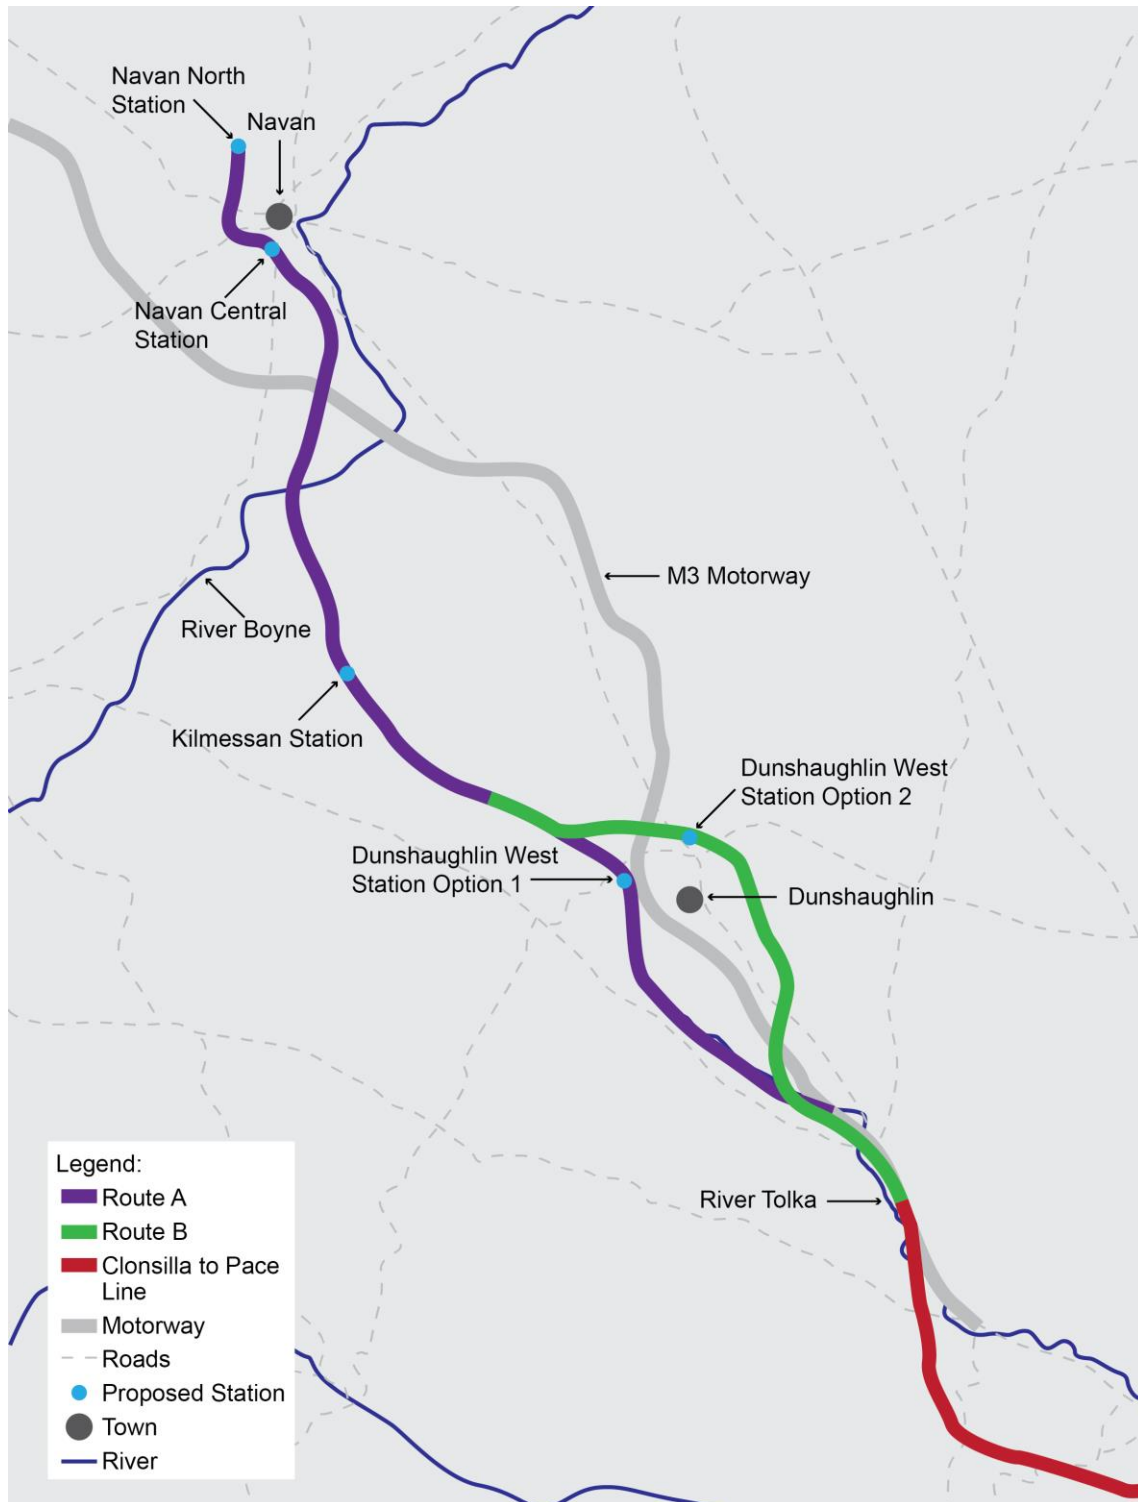 Navan North
Station
Navan
Navan Central
Station
M3 Motorway
River Boyne
Kilmessan Station
Dunshaughlin West
Station Option 2
Dunshaughlin West
Station Option 1
Dunshaughlin
River Tolka
Legend:
Route A
Route B
Clonsilla to Pace
Line
Motorway
Roads
Proposed Station
Town
River